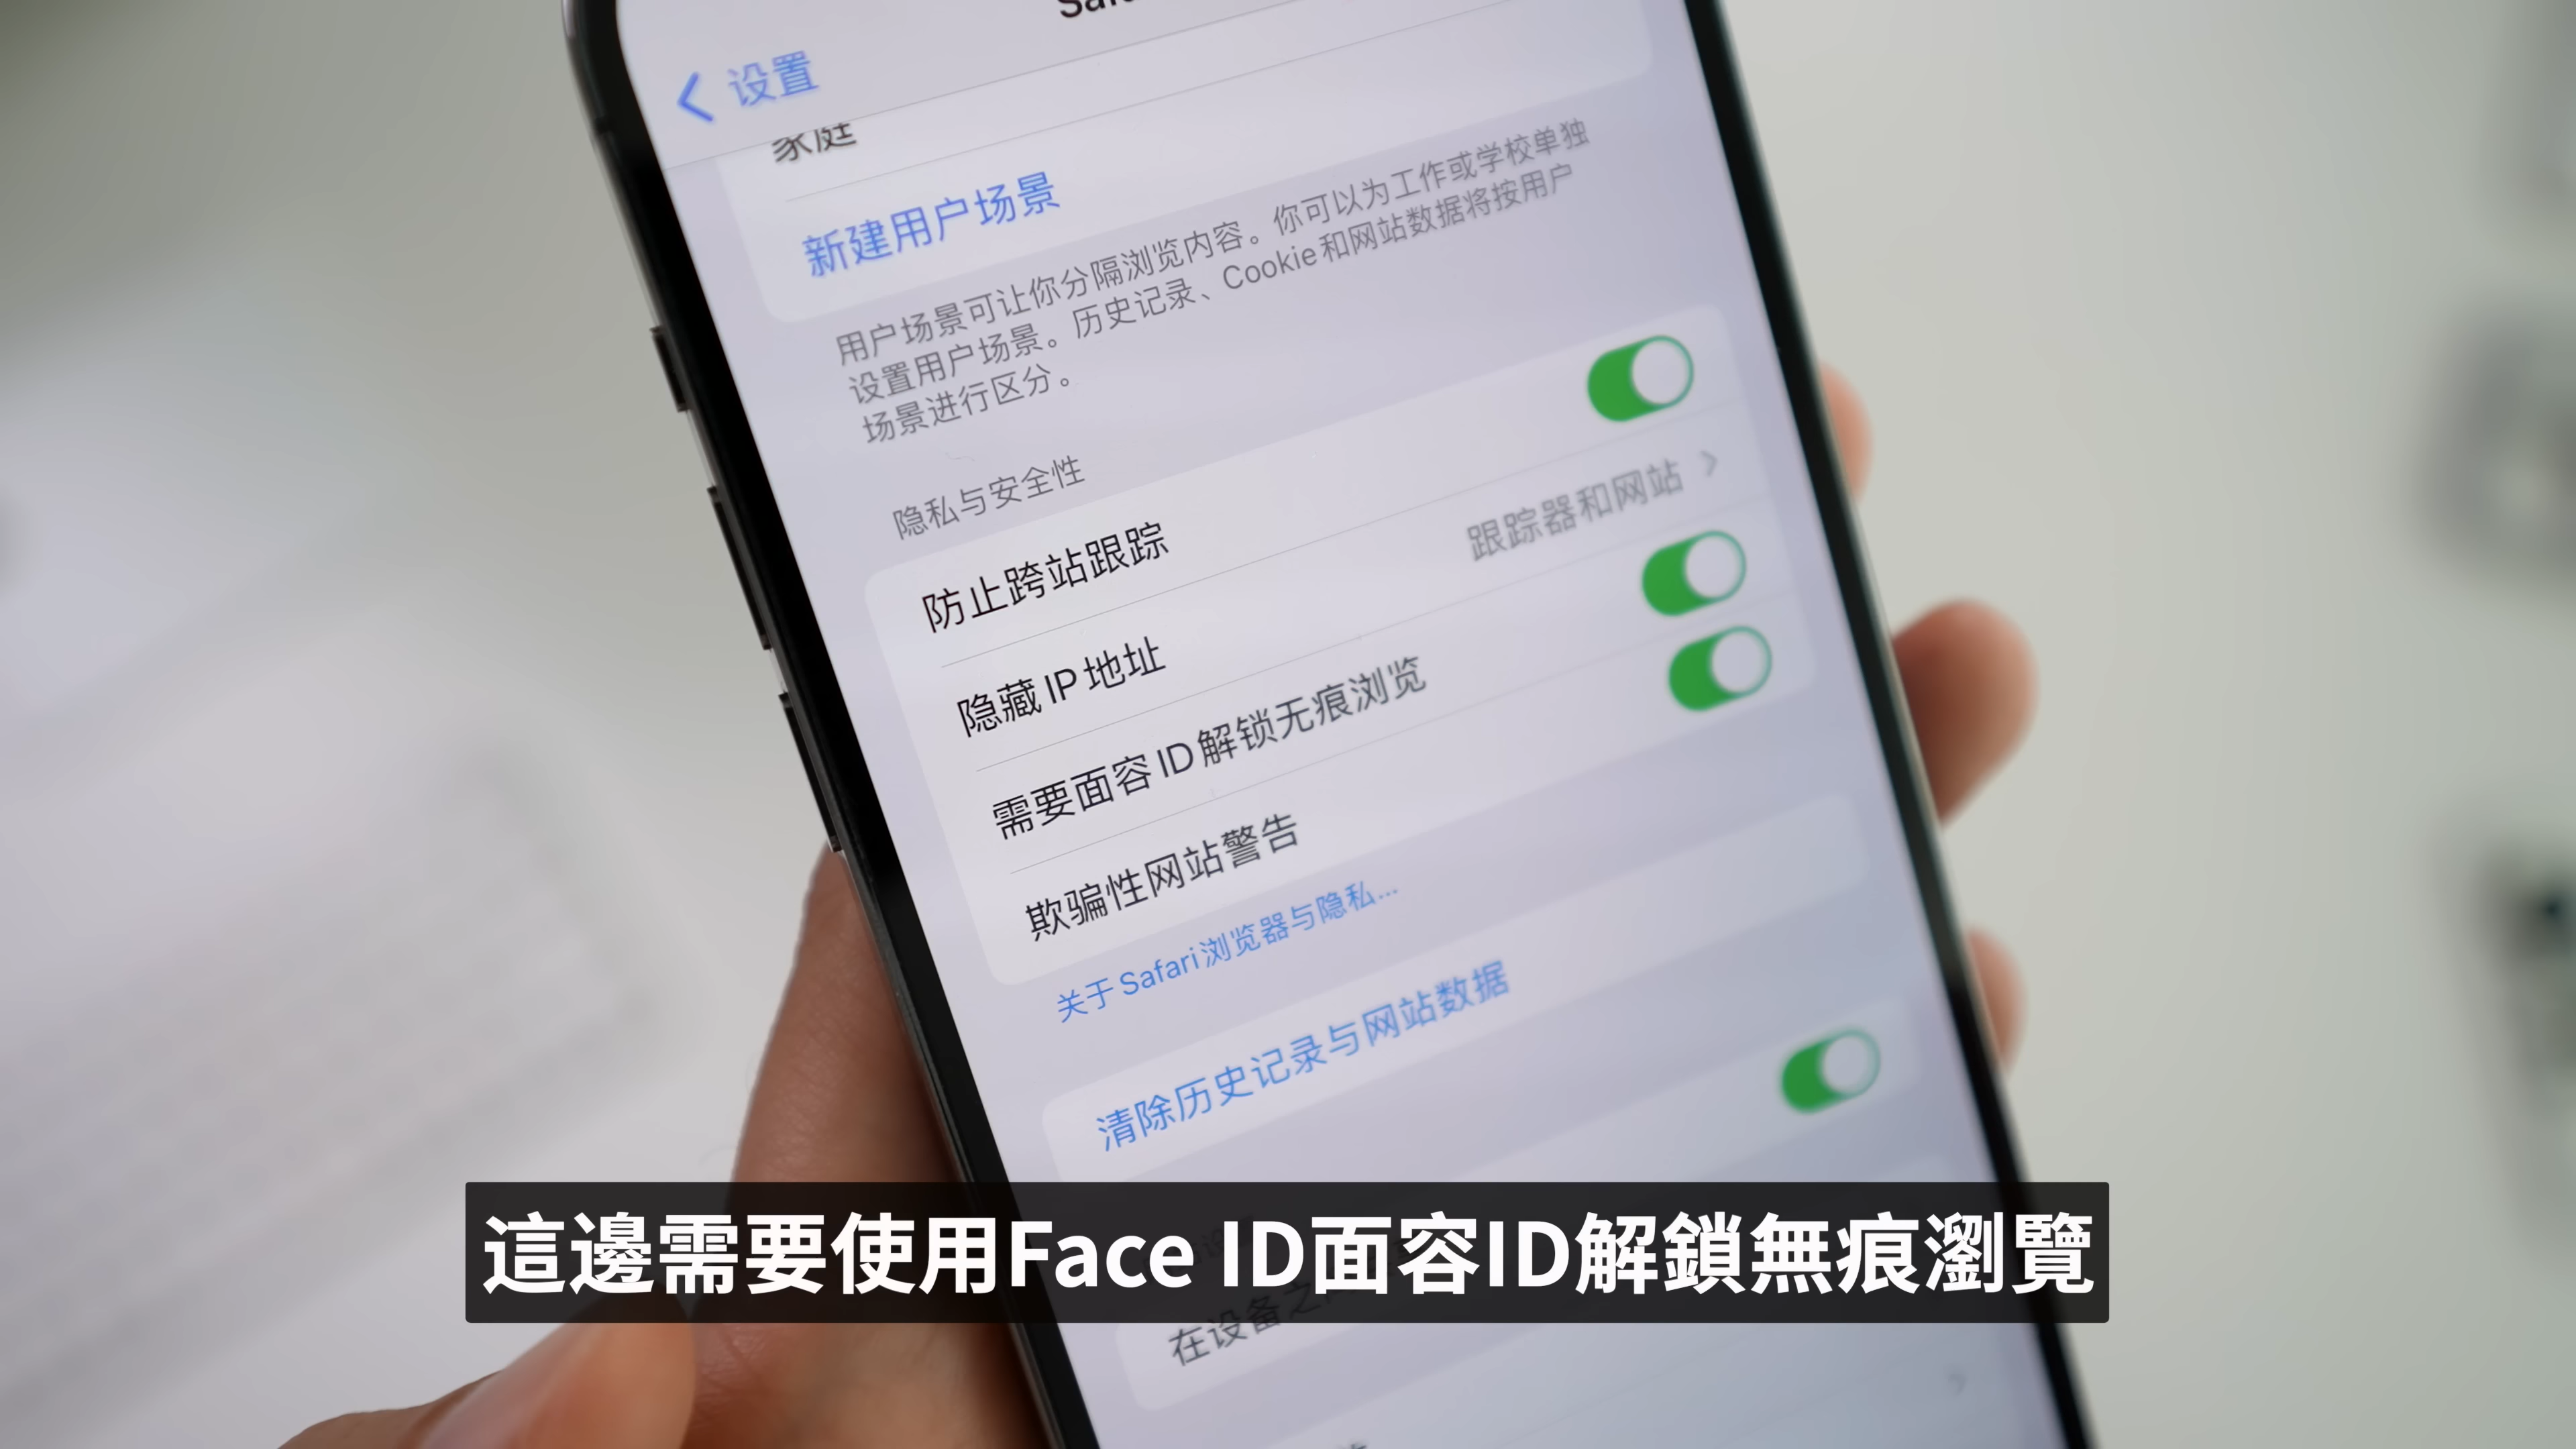 设置
家庭
新建用户场景
用户场景可让你分隔浏览内容。你可以为工作或学校单独
设置用户场景。历史记录、Cookie和网站数据将按用户
场景进行区分。
隐私与安全性
防止跨站跟踪
隐藏 IP 地址 跟踪器和网站
需要面容 ID 解锁无痕浏览
欺骗性网站警告
关于 Safari 浏览器与隐私...
清除历史记录与网站数据
這邊需要使用Face ID面容ID解鎖無痕瀏覽
在设备之